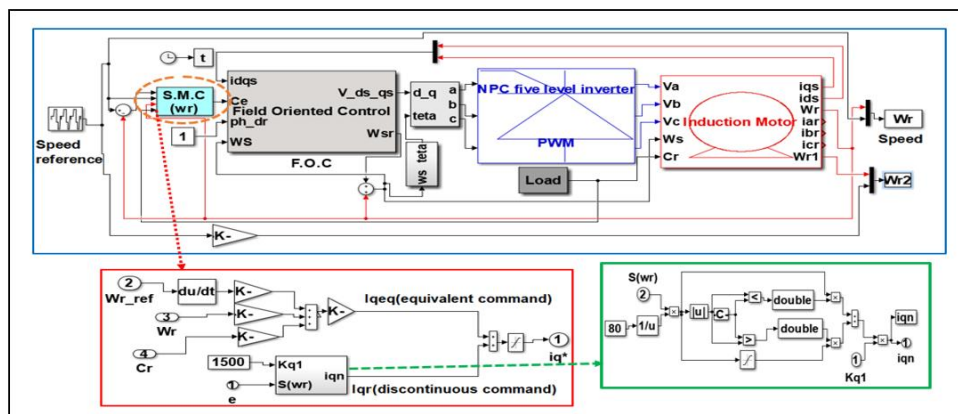 t
idqs
S.M.C
(wr)
Ce
Field Oriented Control
ph_dr
WS
V_ds_qs
Wsr
F.O.C
1
d_q
teta
a
b
c
ws teta
NPC five level inverter
PWM
Va
Vb
Vc
Ws
Cr
Induction Motor
iqs
ids
Wr
iar
ibr
icr
Wr1
Load
Wr
Speed
Wr2
Speed
reference
K-
2
Wr_ref
du/dt
K-
3
Wr
K-
4
Cr
K-
K-
Iqeq(equivalent command)
1500
Kq1
iqn
S(wr)
1
e
Iqr(discontinuous command)
1
iq*
S(wr)
2
80
1/u
|u|
C
<
double
>
double
1
Kq1
iqn
1
iqn